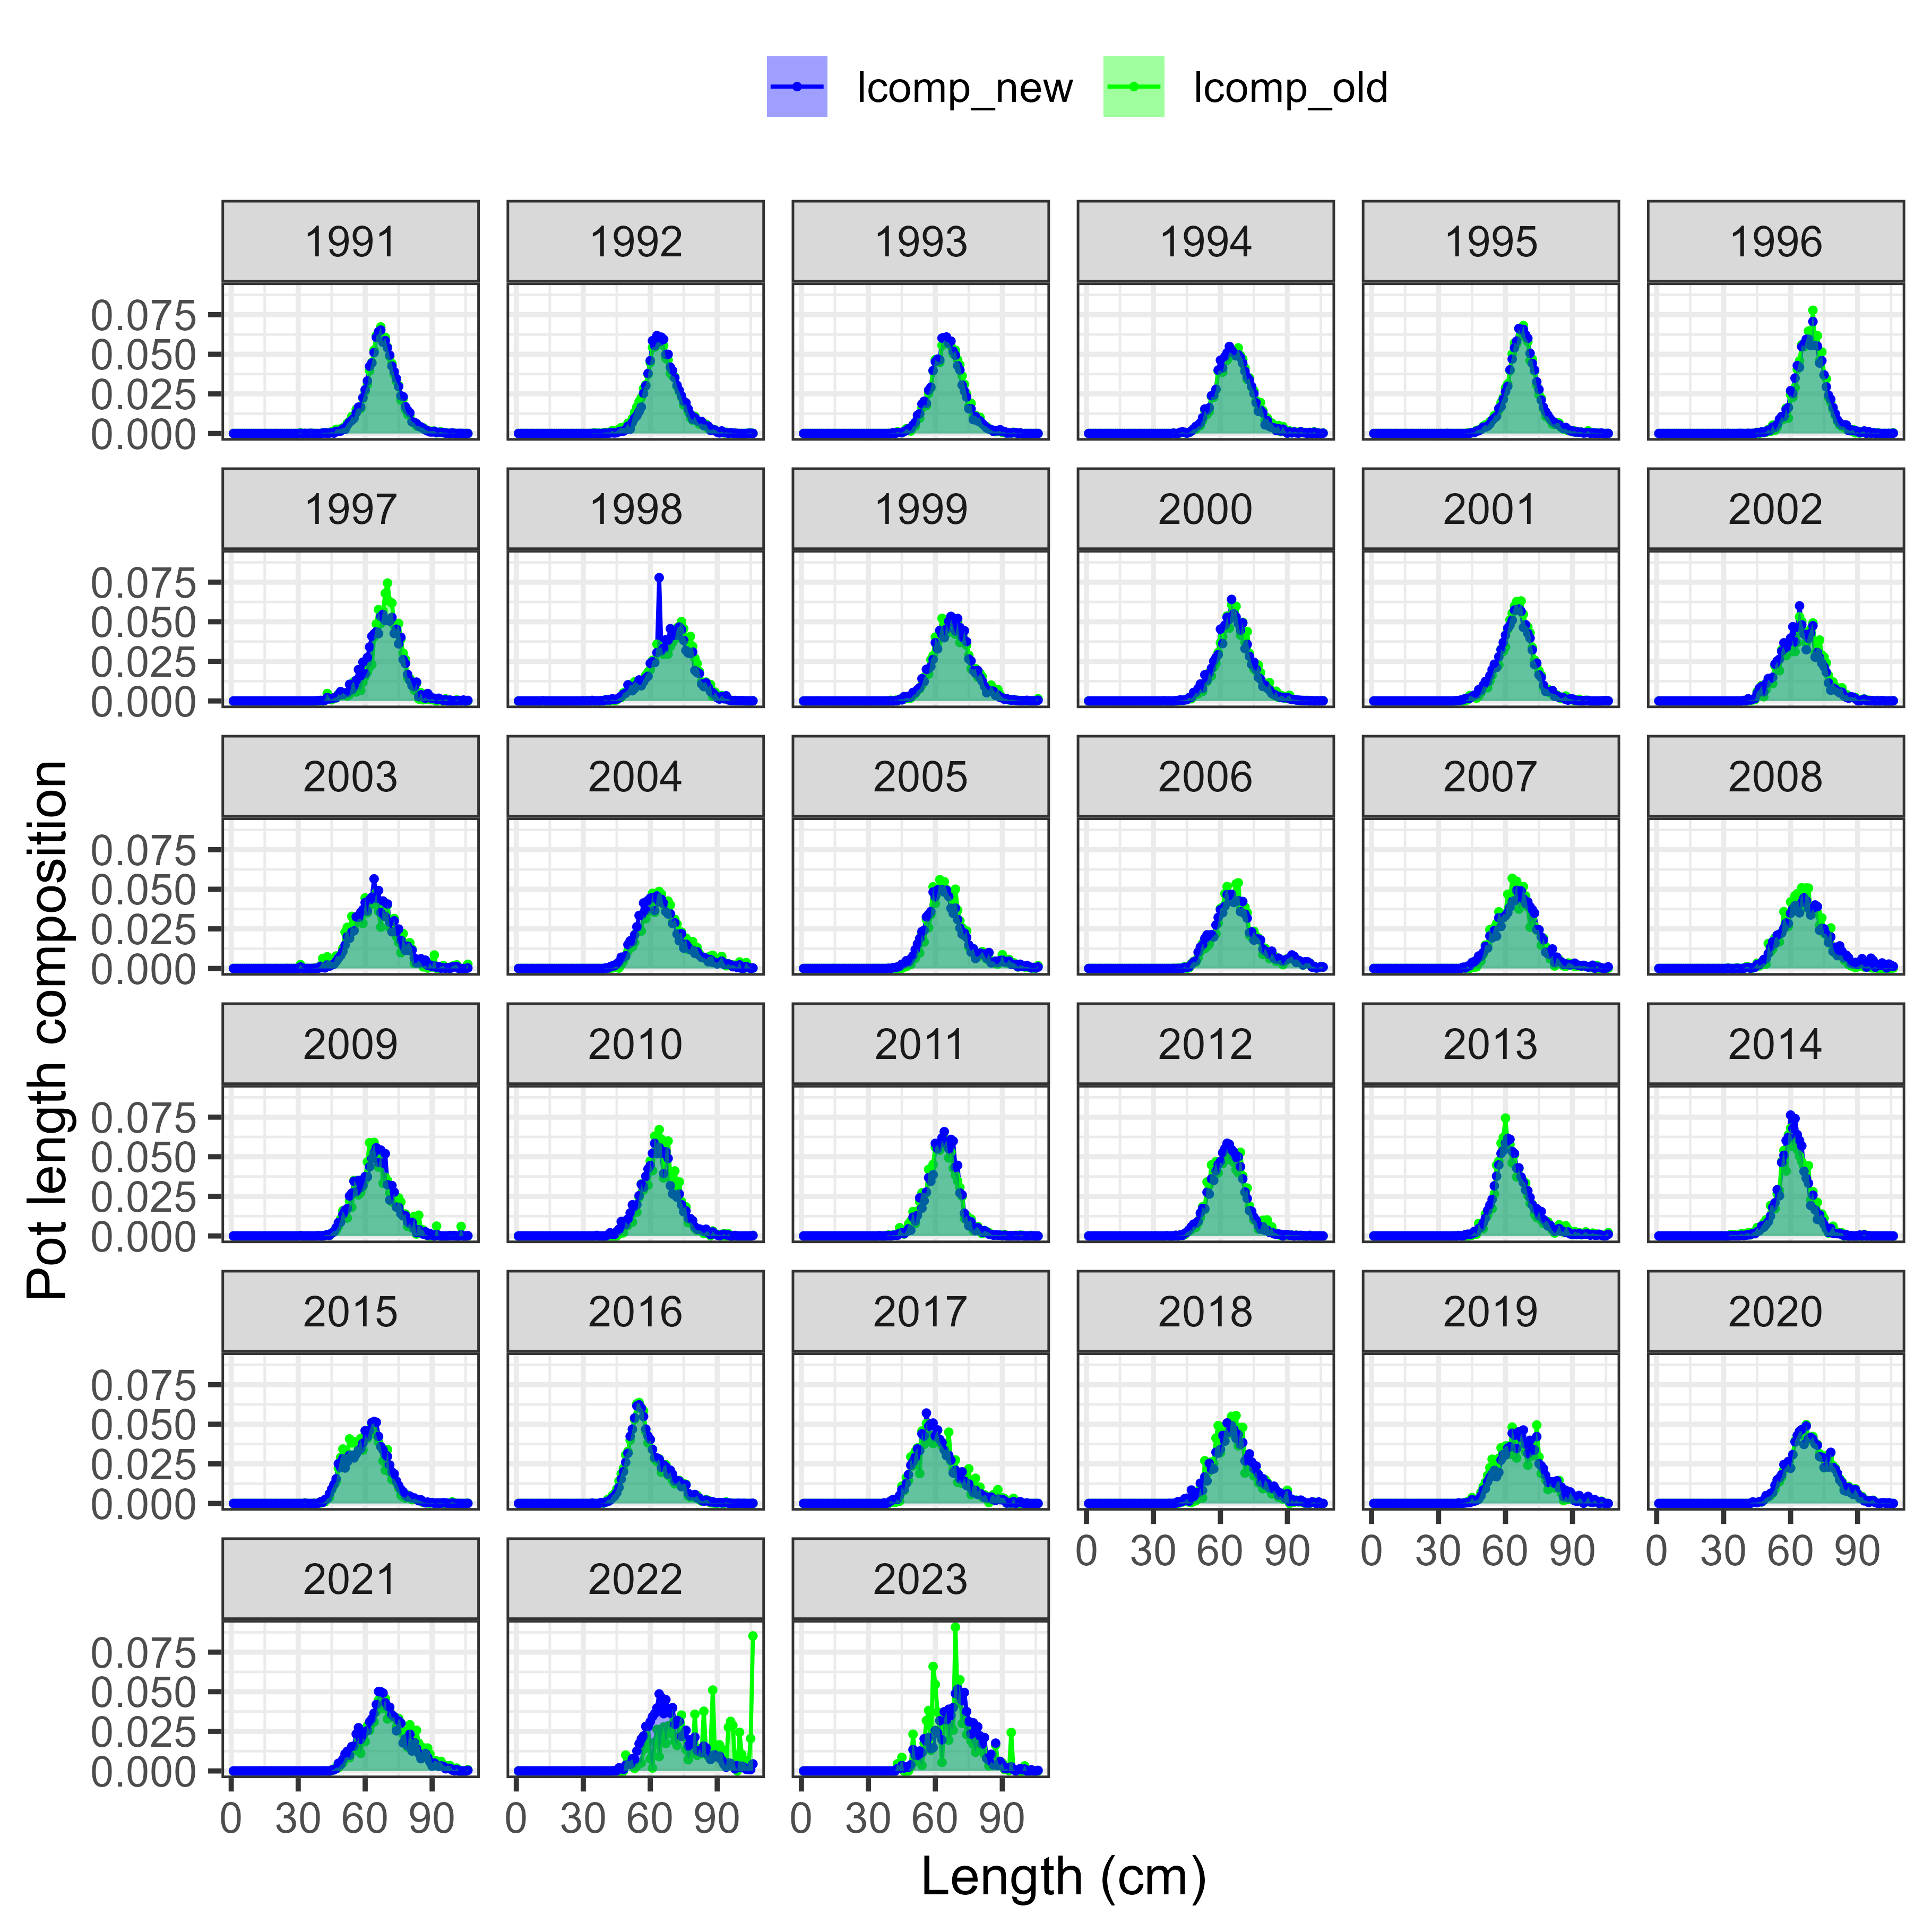 lcomp_new lcomp_old
1991 1992 1993 1994 1995 1996
0.075
0.050
0.025
0.000
1997 1998 1999 2000 2001 2002
0.075
0.050
0.025
0.000
2003 2004 2005 2006 2007 2008
0.075
0.050
0.025
0.000
2009 2010 2011 2012 2013 2014
0.075
0.050
0.025
0.000
2015 2016 2017 2018 2019 2020
0.075
0.050
0.025
0.000
0 30 60 90 0 30 60 90 0 30 60 90
2021 2022 2023
0.075
0.050
0.025
0.000
0 30 60 90 0 30 60 90 0 30 60 90
Pot length composition
Length (cm)